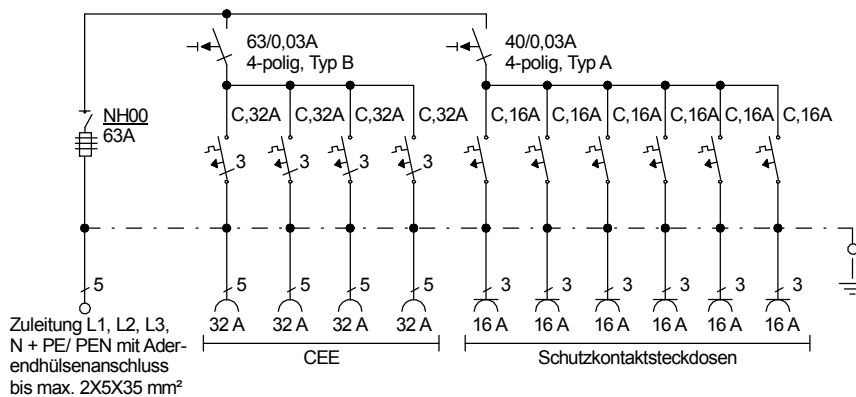 63/0,03A
4-polig, Typ B
40/0,03A
4-polig, Typ A
NH00
63A
C,32A C,32A C,32A C,32A C,16A C,16A C,16A C,16A C,16A C,16A
3 3 3 3
5 5 5 5 5 3 3 3 3 3 3
32 A 32 A 32 A 32 A 16 A 16 A 16 A 16 A 16 A 16 A
Zuleitung L1, L2, L3,
N + PE/ PEN mit Ader-
endhülsenanschluss
bis max. 2X5X35 mm²
CEE
Schutzkontaktsteckdosen